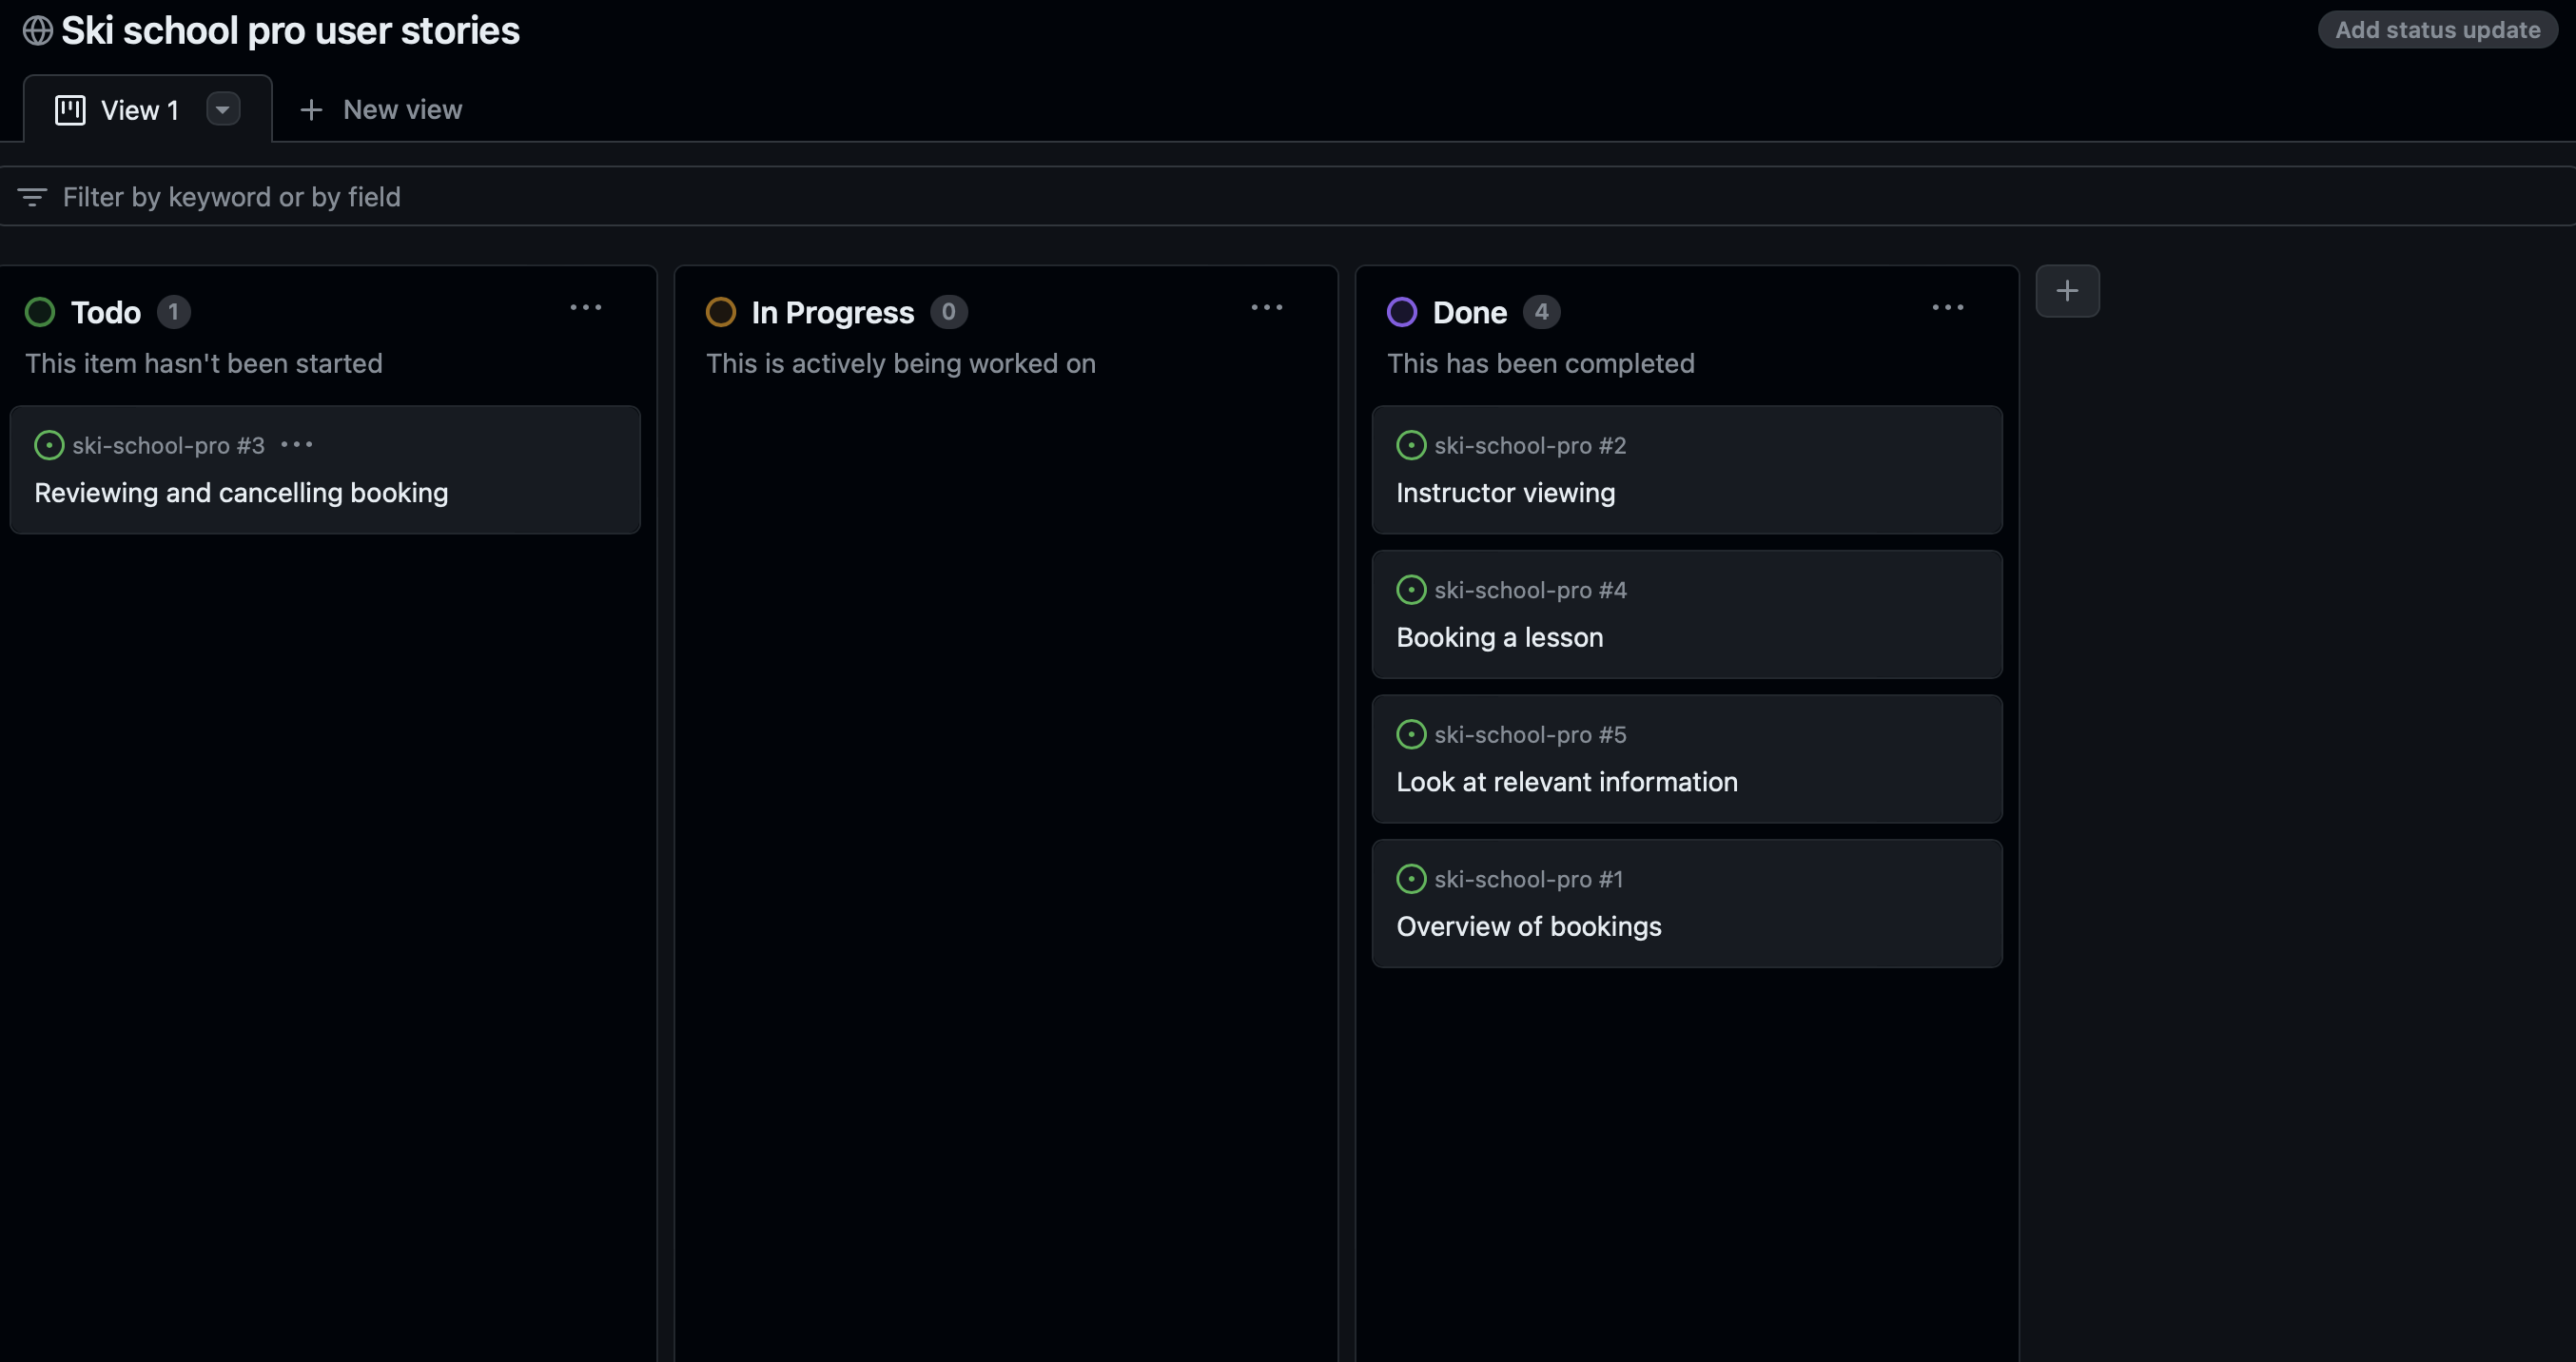 Ski school pro user stories
Add status update
View 1
New view
Filter by keyword or by field
Todo 1
This item hasn't been started
ski-school-pro #3
Reviewing and cancelling booking
In Progress 0
This is actively being worked on
Done 4
This has been completed
ski-school-pro #2
Instructor viewing
ski-school-pro #4
Booking a lesson
ski-school-pro #5
Look at relevant information
ski-school-pro #1
Overview of bookings